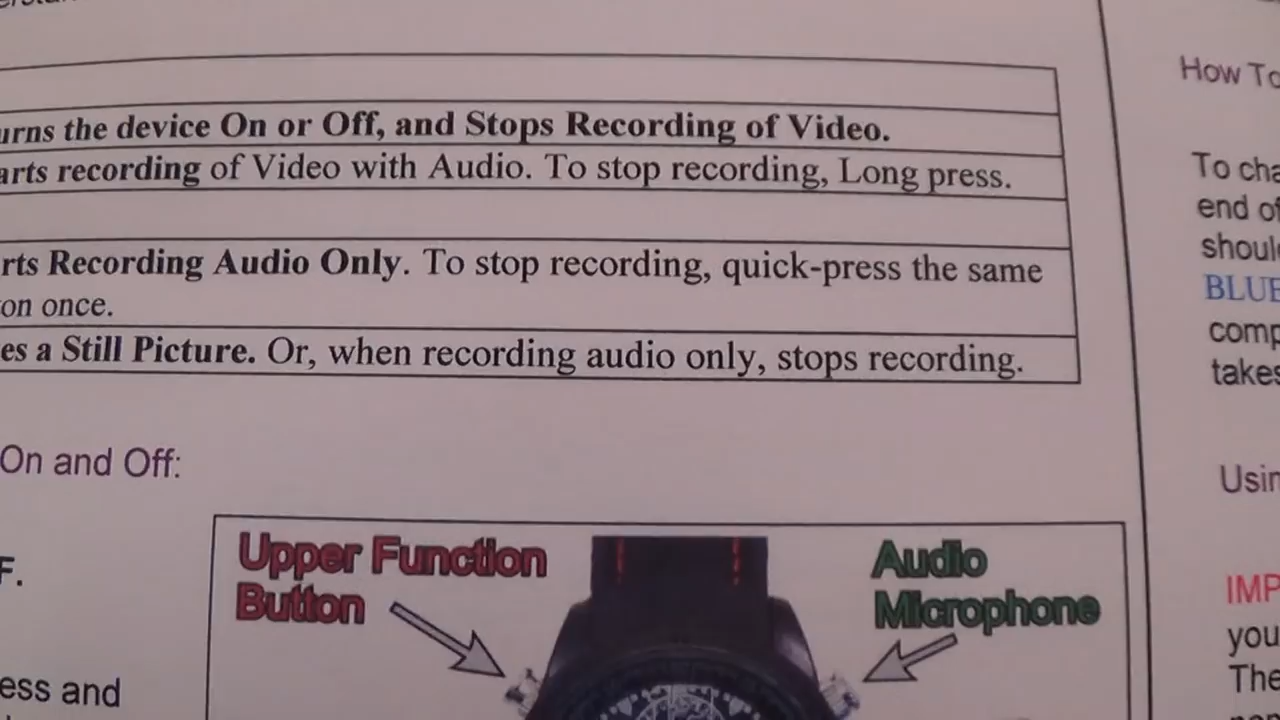 urns the device On or Off, and Stops Recording of Video.
arts recording of Video with Audio. To stop recording, Long press.
rts Recording Audio Only. To stop recording, quick-press the same
on once.
es a Still Picture. Or, when recording audio only, stops recording.
On and Off:
F.
ess and
Upper Function
Button
Audio
Microphone
How To
To cha
end of
should
BLUE
comp
takes
Usin
IMP
you
The